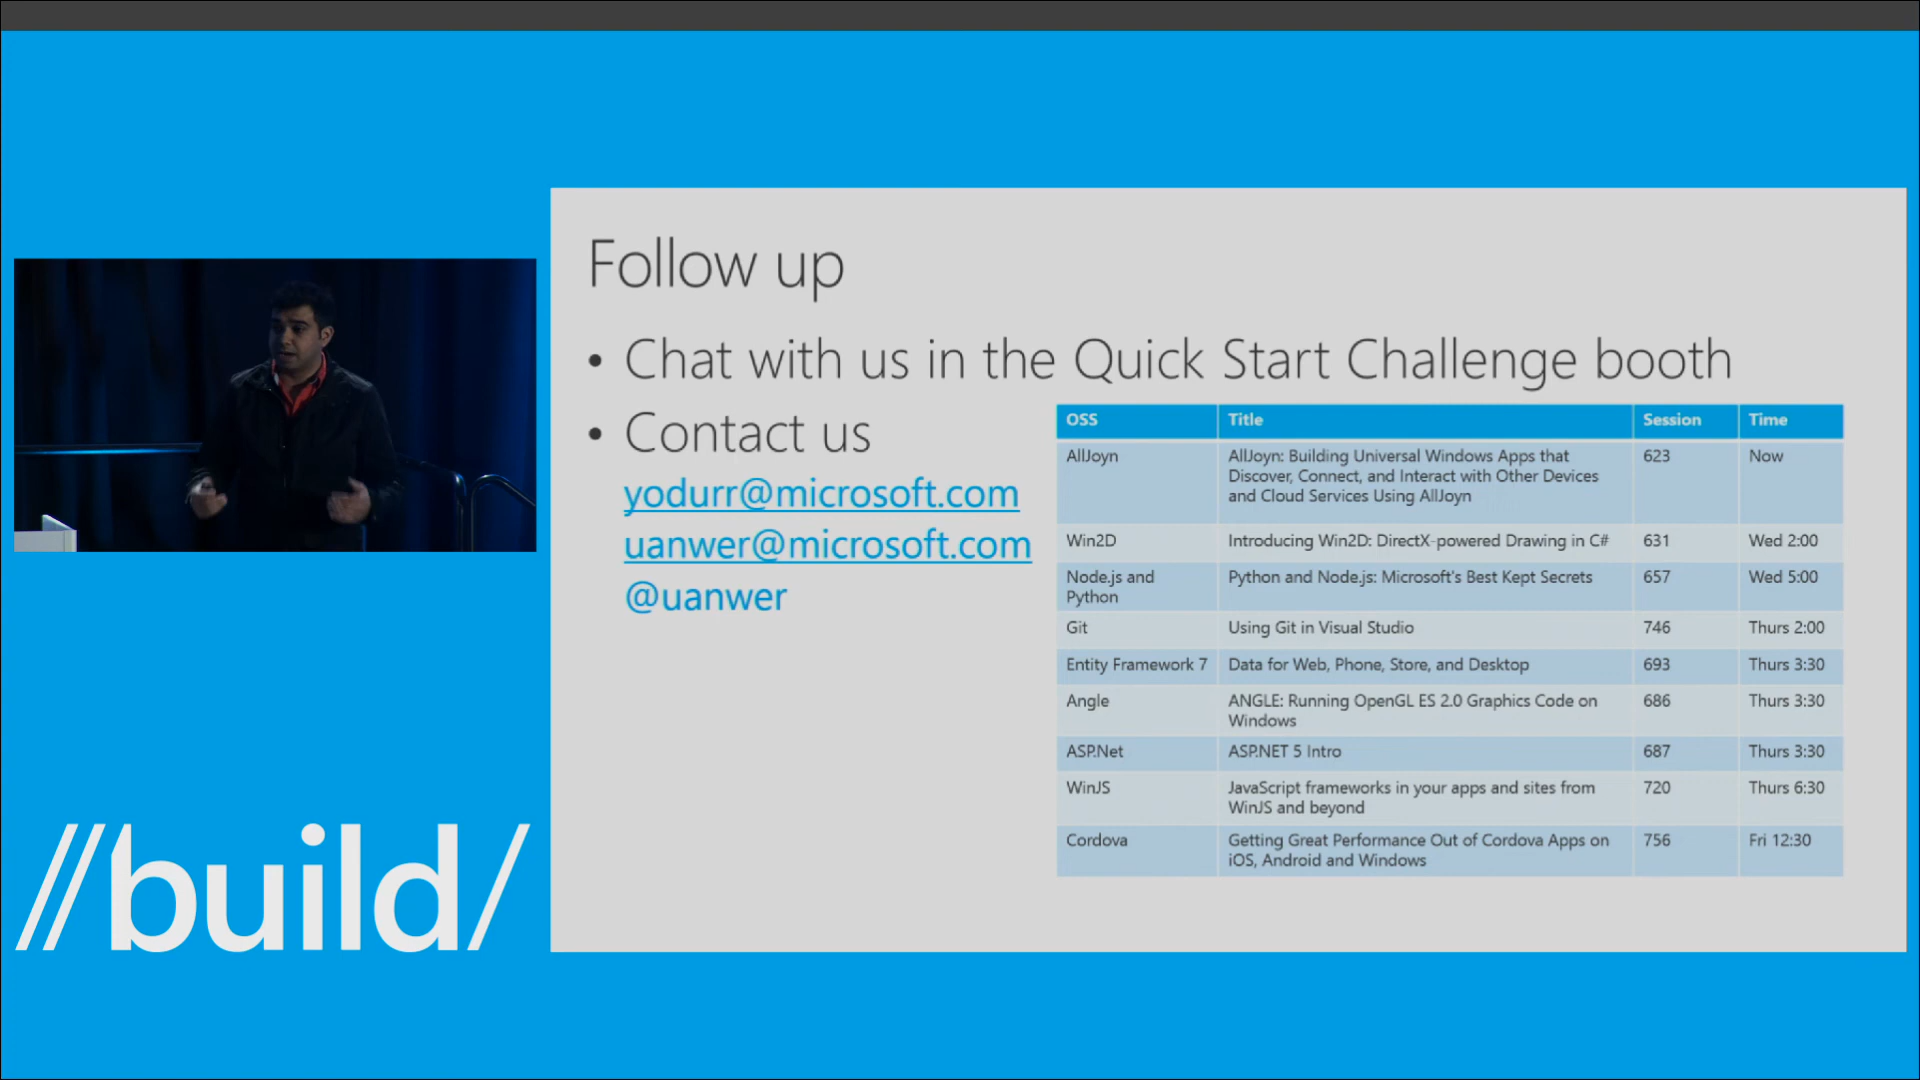 Follow up
• Chat with us in the Quick Start Challenge booth
• Contact us
yodurr@microsoft.com
uanwer@microsoft.com
@uanwer
OSS Title Session Time
AllJoyn AllJoyn: Building Universal Windows Apps that 623 Now
Discover, Connect, and Interact with Other Devices
and Cloud Services Using AllJoyn
Win2D Introducing Win2D: DirectX-powered Drawing in C# 631 Wed 2:00
Node.js and Python and Node.js: Microsoft's Best Kept Secrets 657 Wed 5:00
Python
Git Using Git in Visual Studio 746 Thurs 2:00
Entity Framework 7 Data for Web, Phone, Store, and Desktop 693 Thurs 3:30
Angle ANGLE: Running OpenGL ES 2.0 Graphics Code on 686 Thurs 3:30
Windows
ASP.Net ASP.NET 5 Intro 687 Thurs 3:30
WinJS JavaScript frameworks in your apps and sites from 720 Thurs 6:30
WinJS and beyond
Cordova Getting Great Performance Out of Cordova Apps on 756 Fri 12:30
iOS, Android and Windows
//build/